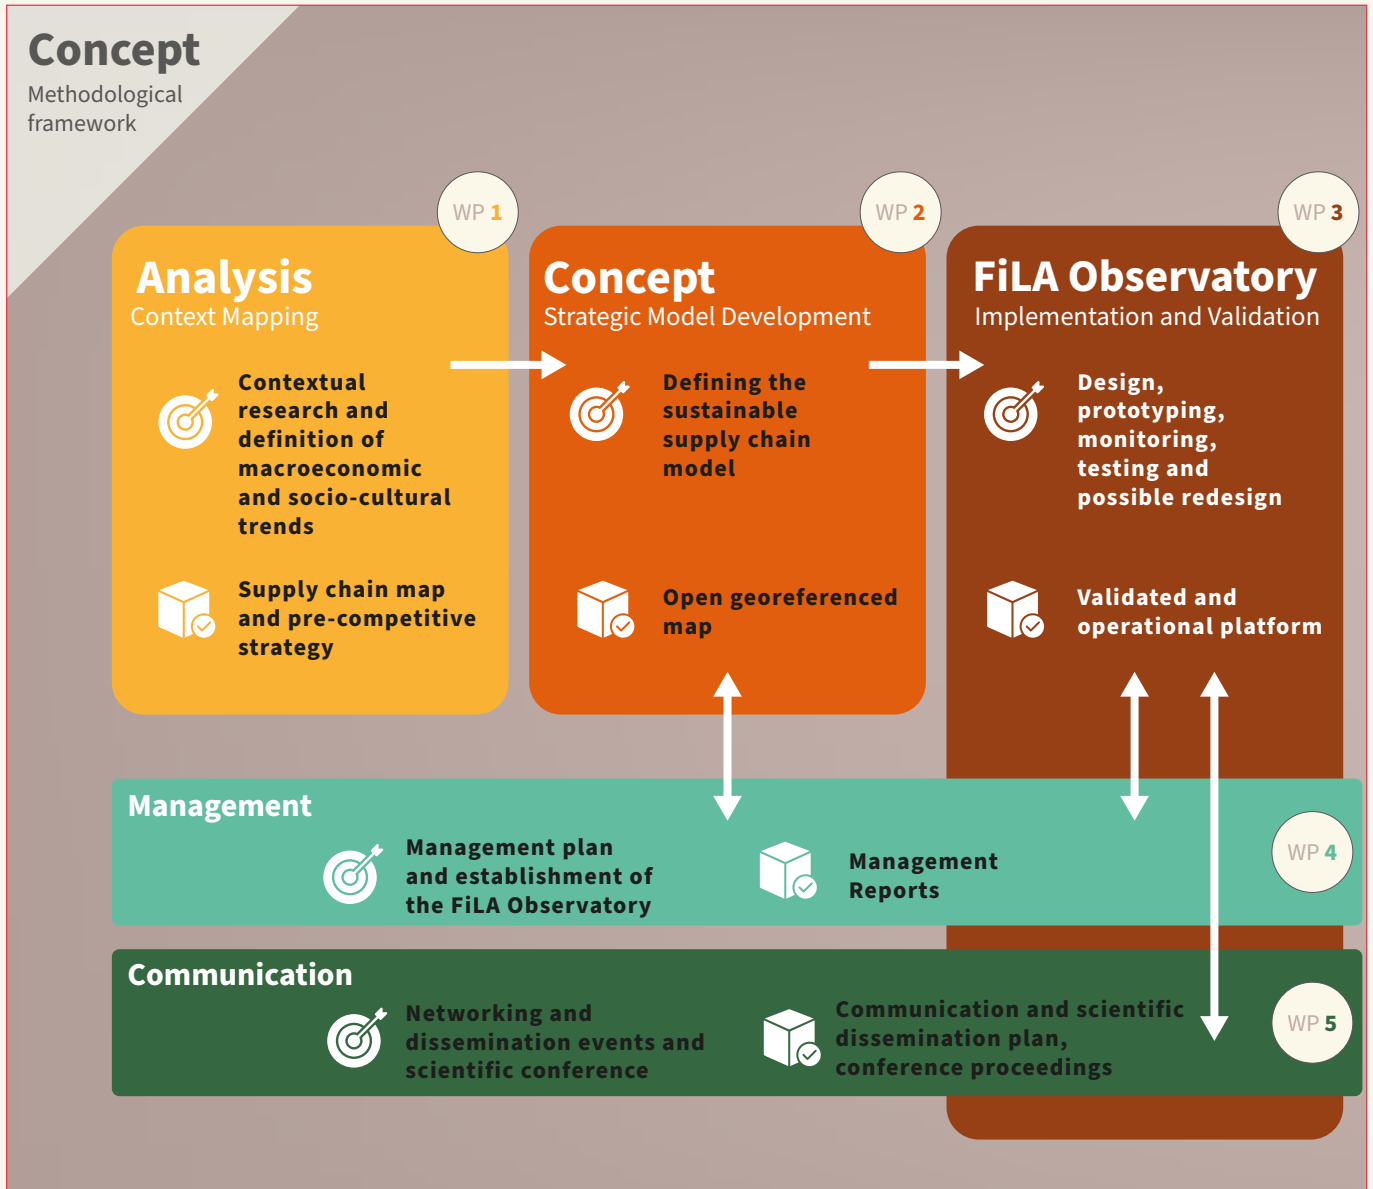 Concept
Methodological
framework
WP 1
Analysis
Context Mapping
Contextual
research and
definition of
macroeconomic
and socio-cultural
trends
Supply chain map
and pre-competitive
strategy
WP 2
Concept
Strategic Model Development
Defining the
sustainable
supply chain
model
Open georeferenced
map
WP 3
FiLA Observatory
Implementation and Validation
Design,
prototyping,
monitoring,
testing and
possible redesign
Validated and
operational platform
Management
Management plan
and establishment of
the FiLA Observatory
Management
Reports
WP 4
Communication
Networking and
dissemination events and
scientific conference
Communication and scientific
dissemination plan,
conference proceedings
WP 5